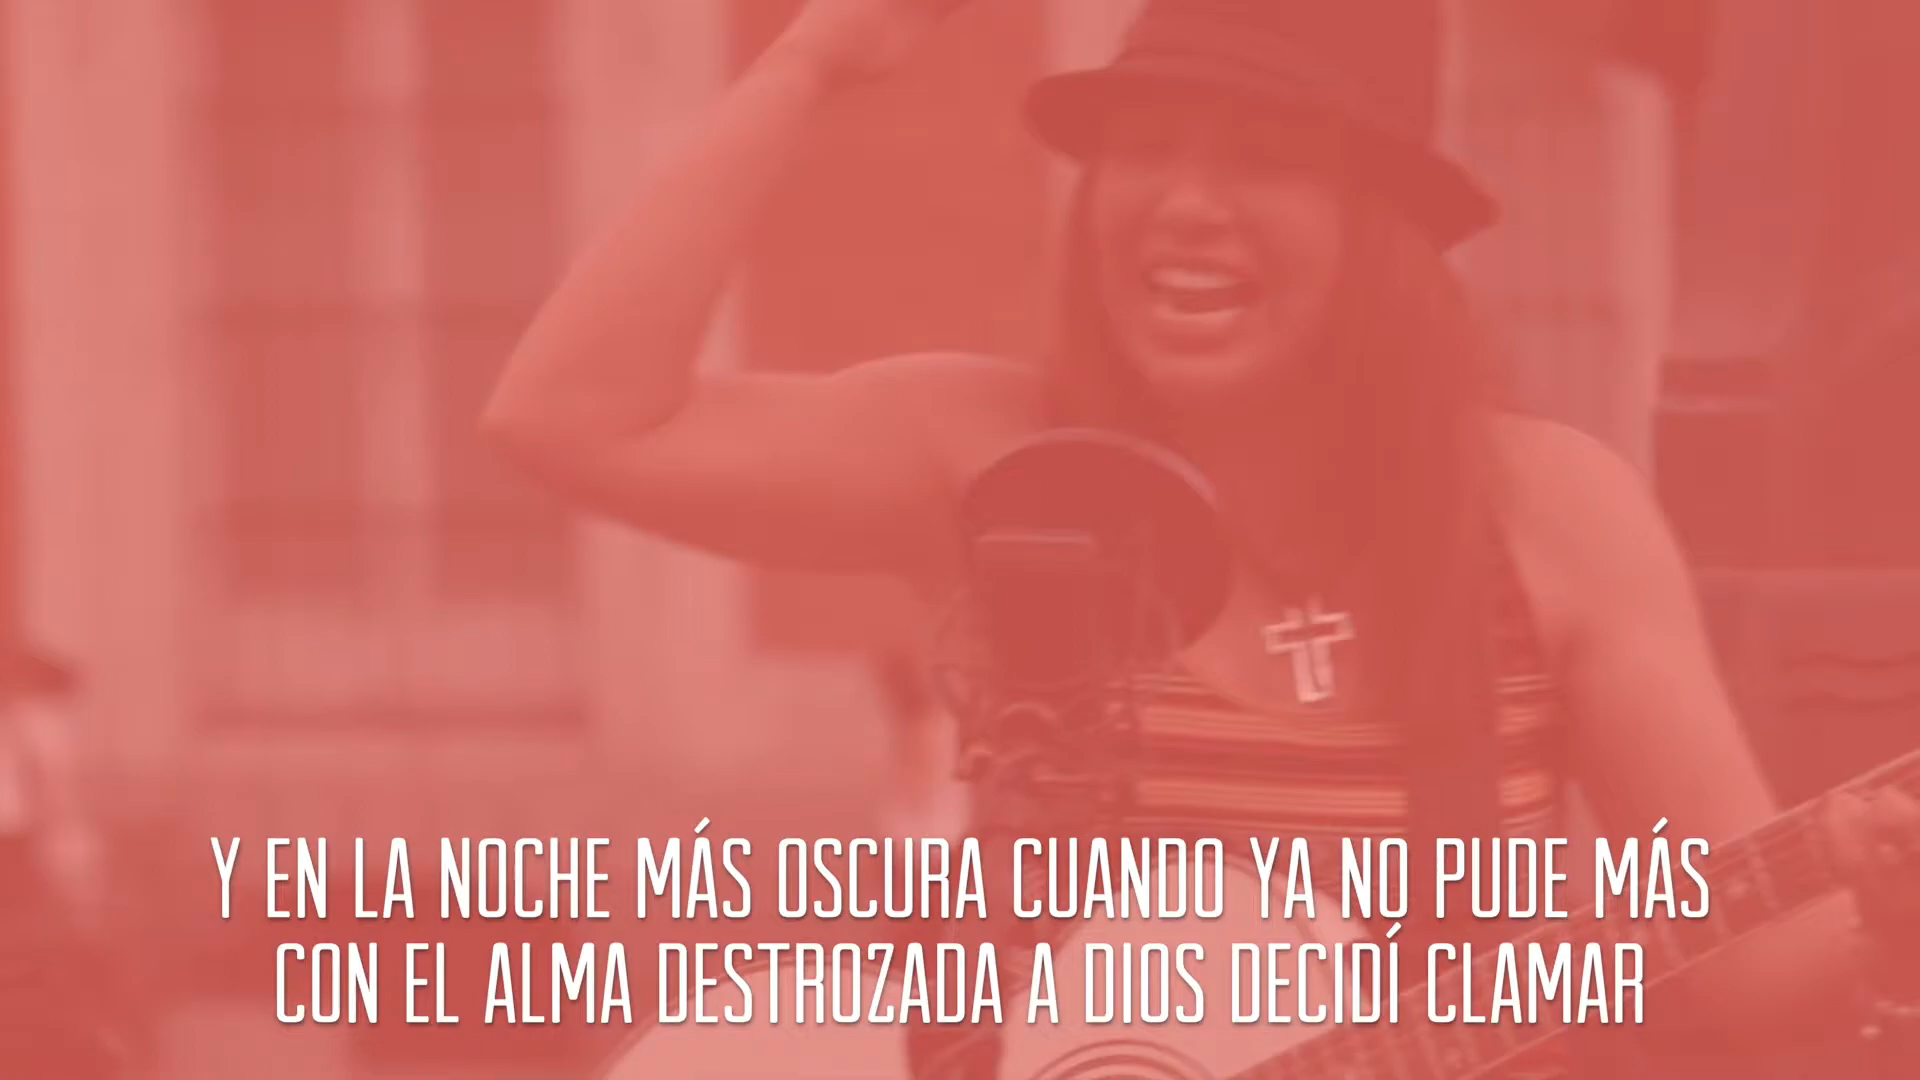 Y EN LA NOCHE MÁS OSCURA CUANDO YA NO PUDE MÁS
CON EL ALMA DESTROZADA A DIOS DECIDÍ CLAMAR